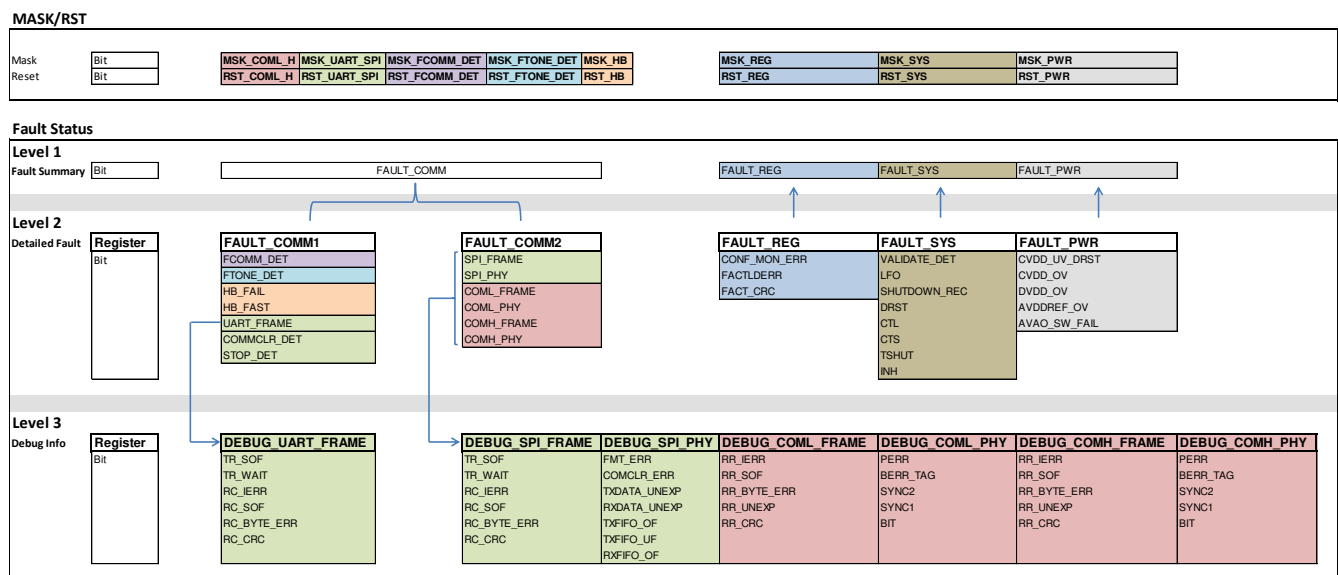 MASK/RST
Mask Bit MSK_COML_H MSK_UART_SPI MSK_FCOMM_DET MSK_FTONE_DET MSK_HB MSK_REG MSK_SYS MSK_PWR
Reset Bit RST_COML_H RST_UART_SPI RST_FCOMM_DET RST_FTONE_DET RST_HB RST_REG RST_SYS RST_PWR
Fault Status
Level 1
Fault Summary Bit FAULT_COMM FAULT_REG FAULT_SYS FAULT_PWR
Level 2
Detailed Fault Register FAULT_COMM1 FAULT_COMM2 FAULT_REG FAULT_SYS FAULT_PWR
Bit FCOMM_DET SPI_FRAME CONF_MON_ERR VALIDATE_DET CVDD_UV_DRST
FTONE_DET SPI_PHY FACTLDERR LFO CVDD_OV
HB_FAIL COML_FRAME FACT_CRC SHUTDOWN_REC DVDD_OV
HB_FAST COML_PHY DRST AVDDREF_OV
UART_FRAME COMH_FRAME CTL AVAO_SW_FAIL
COMMCLR_DET COMH_PHY CTS
STOP_DET TSHUT
INH
Level 3
Debug Info Register DEBUG_UART_FRAME DEBUG_SPI_FRAME DEBUG_SPI_PHY DEBUG_COML_FRAME DEBUG_COML_PHY DEBUG_COMH_FRAME DEBUG_COMH_PHY
Bit TR_SOF TR_SOF FMT_ERR RR_IERR PERR RR_IERR PERR
TR_WAIT TR_WAIT COMCLR_ERR RR_SOF BERR_TAG RR_SOF BERR_TAG
RC_IERR RC_IERR TXDATA_UNEXP RR_BYTE_ERR SYNC2 RR_BYTE_ERR SYNC2
RC_SOF RC_SOF RXDATA_UNEXP RR_UNEXP SYNC1 RR_UNEXP SYNC1
RC_BYTE_ERR RC_BYTE_ERR TXFIFO_OF RR_CRC BIT RR_CRC BIT
RC_CRC RC_CRC TXFIFO_UF
RXFIFO_OF